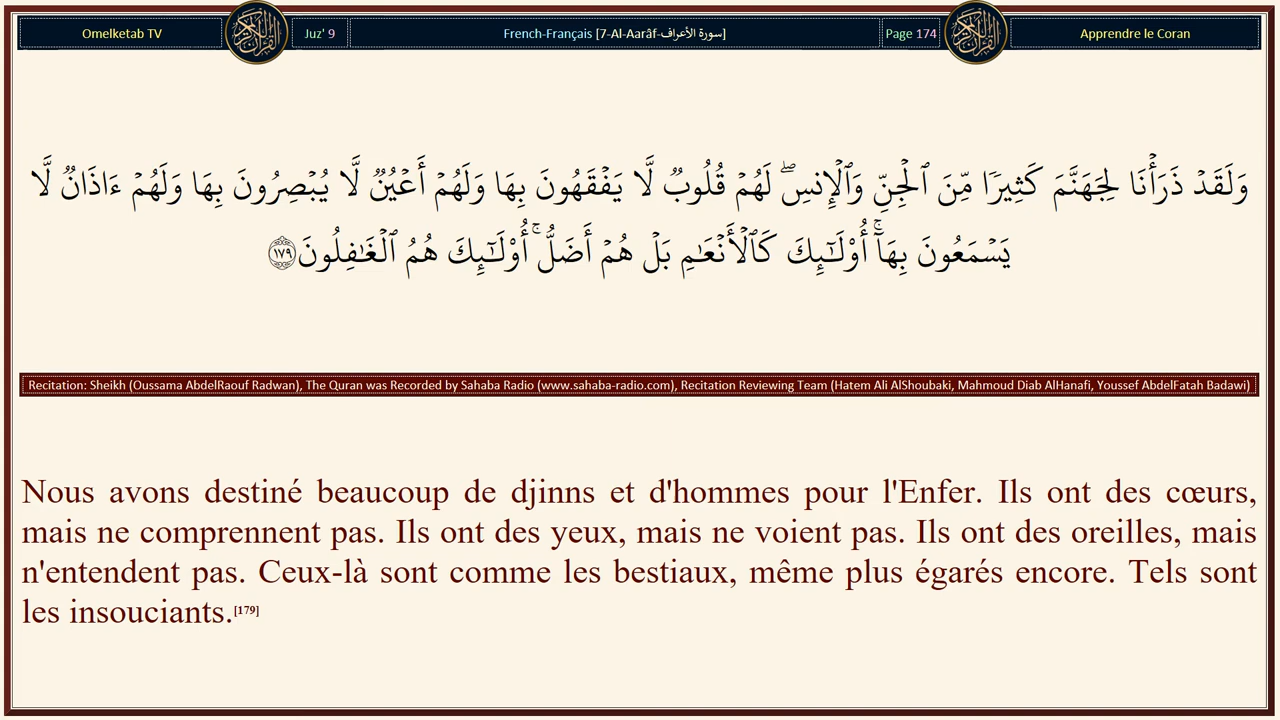 Omelketab TV
Juz' 9
French-Français [7-Al-Aarâf-سورة الأعراف]
Page 174
Apprendre le Coran
وَلَقَدۡ ذَرَأۡنَا لِجَهَنَّمَ كَثِيرٗا مِّنَ ٱلۡجِنِّ وَٱلۡإِنسِۖ لَهُمۡ قُلُوبٞ لَّا يَفۡقَهُونَ بِهَا وَلَهُمۡ أَعۡيُنٞ لَّا يُبۡصِرُونَ بِهَا وَلَهُمۡ ءَاذَانٞ لَّا
يَسۡمَعُونَ بِهَآۚ أُوْلَٰٓئِكَ كَٱلۡأَنۡعَٰمِ بَلۡ هُمۡ أَضَلُّۚ أُوْلَٰٓئِكَ هُمُ ٱلۡغَٰفِلُونَ ١٧٩
Recitation: Sheikh (Oussama AbdelRaouf Radwan), The Quran was Recorded by Sahaba Radio (www.sahaba-radio.com), Recitation Reviewing Team (Hatem Ali AlShoubaki, Mahmoud Diab AlHanafi, Youssef AbdelFatah Badawi)
Nous avons destiné beaucoup de djinns et d'hommes pour l'Enfer. Ils ont des cœurs,
mais ne comprennent pas. Ils ont des yeux, mais ne voient pas. Ils ont des oreilles, mais
n'entendent pas. Ceux-là sont comme les bestiaux, même plus égarés encore. Tels sont
les insouciants.[179]